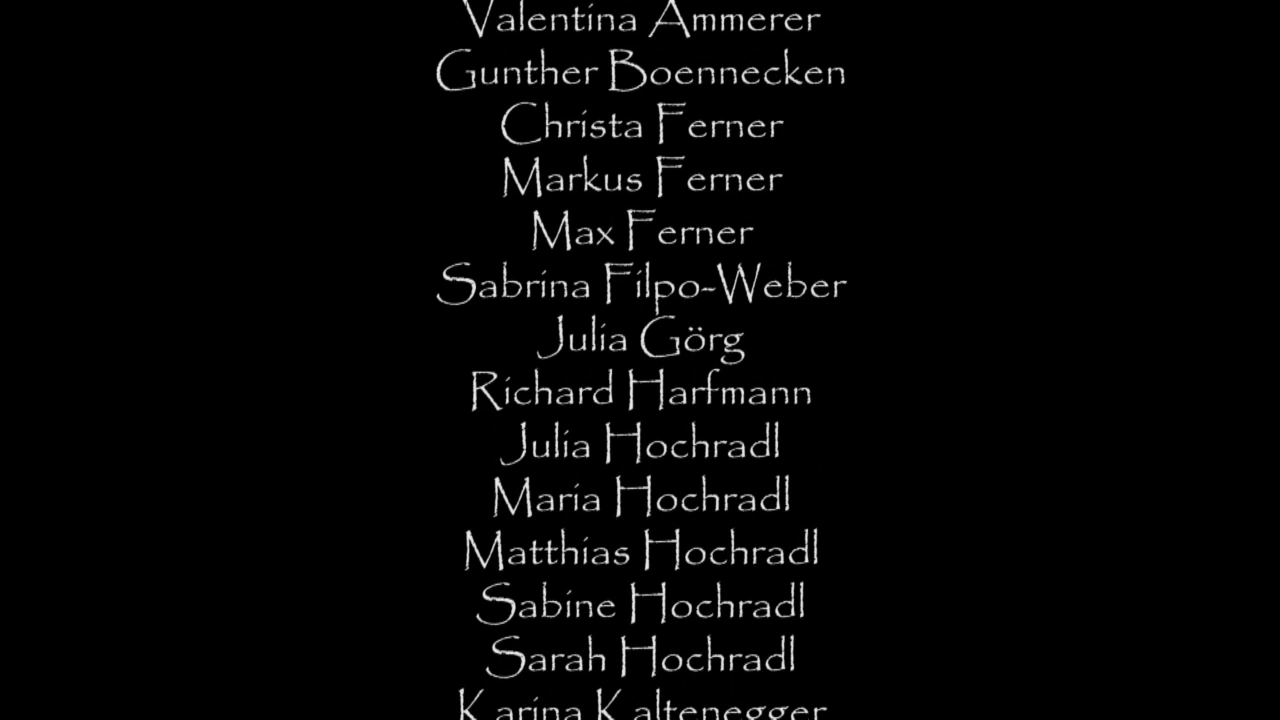 Valentina Ammerer
Gunther Boennecken
Christa Ferner
Markus Ferner
Max Ferner
Sabrina Filpo-Weber
Julia Görg
Richard Harfmann
Julia Hochradl
Maria Hochradl
Matthias Hochradl
Sabine Hochradl
Sarah Hochradl
Karina Kaltenegger